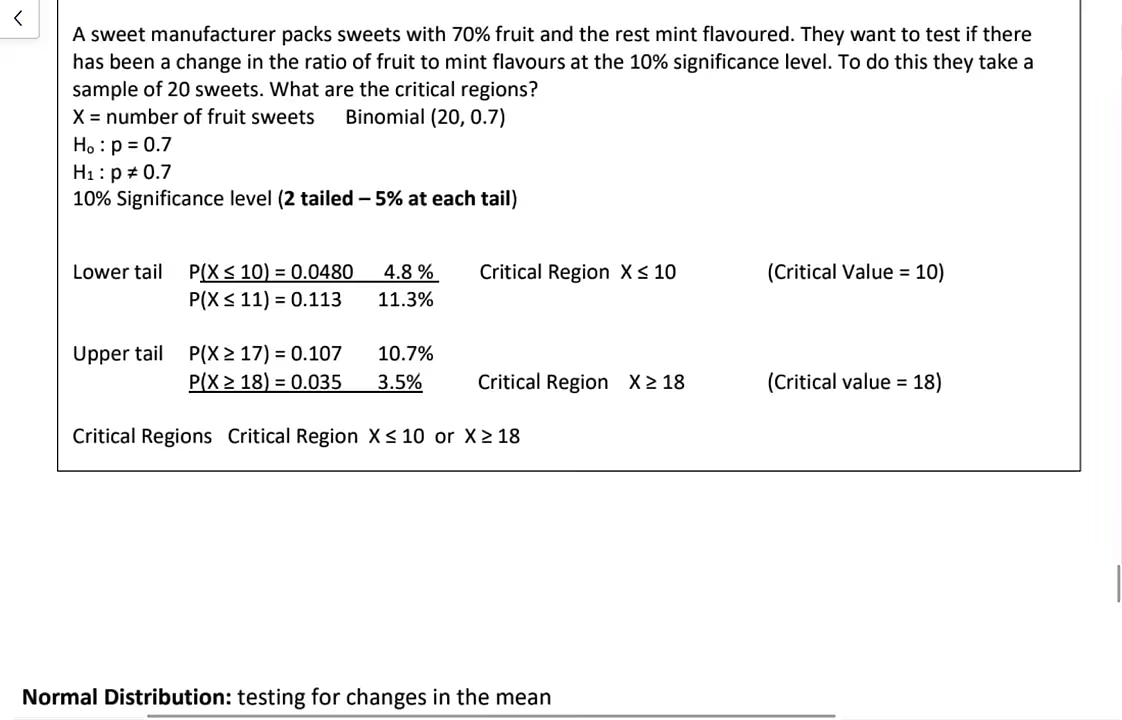 A sweet manufacturer packs sweets with 70% fruit and the rest mint flavoured. They want to test if there
has been a change in the ratio of fruit to mint flavours at the 10% significance level. To do this they take a
sample of 20 sweets. What are the critical regions?
X = number of fruit sweets Binomial (20, 0.7)
Hₒ : p = 0.7
H₁ : p ≠ 0.7
10% Significance level (2 tailed – 5% at each tail)
Lower tail P(X ≤ 10) = 0.0480 4.8 % Critical Region X ≤ 10 (Critical Value = 10)
P(X ≤ 11) = 0.113 11.3%
Upper tail P(X ≥ 17) = 0.107 10.7%
P(X ≥ 18) = 0.035 3.5% Critical Region X ≥ 18 (Critical value = 18)
Critical Regions Critical Region X ≤ 10 or X ≥ 18
Normal Distribution: testing for changes in the mean